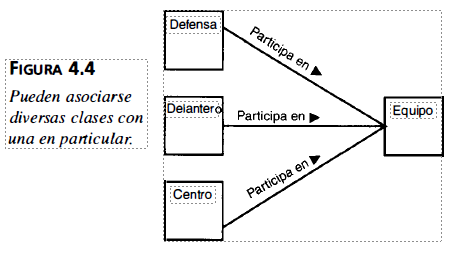 FIGURA 4.4
Pueden asociarse
diversas clases con
una en particular.
Defensa
Participa en ▶
Delantero
Participa en ▶
Equipo
Centro
Participa en ▶